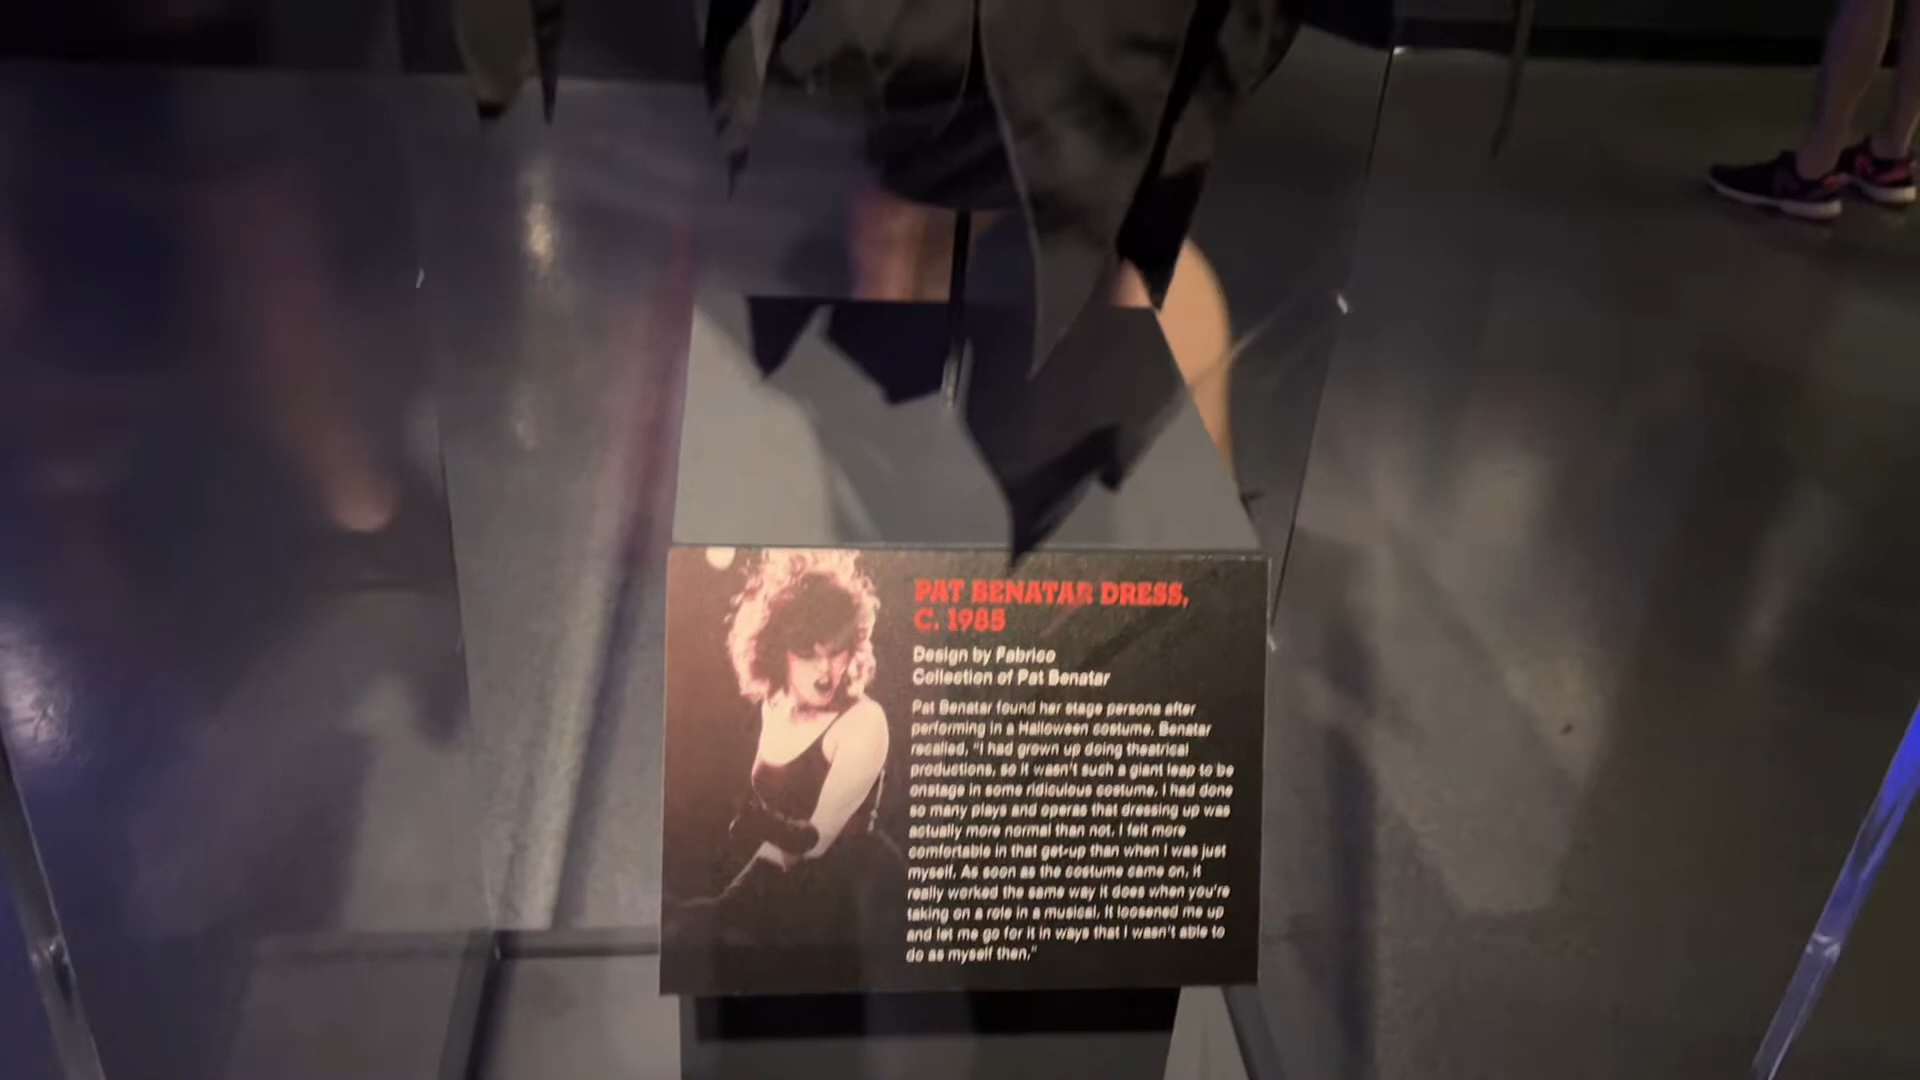 PAT BENATAR DRESS,
C. 1985
Design by Fabrice
Collection of Pat Benatar
Pat Benatar found her stage persona after
performing in a Halloween costume. Benatar
recalled, "I had grown up doing theatrical
productions, so it wasn't such a giant leap to be
onstage in some ridiculous costume. I had done
so many plays and operas that dressing up was
actually more normal than not. I felt more
comfortable in that get-up than when I was just
myself. As soon as the costume came on, it
really worked the same way it does when you're
taking on a role in a musical. It loosened me up
and let me go for it in ways that I wasn't able to
do as myself then."